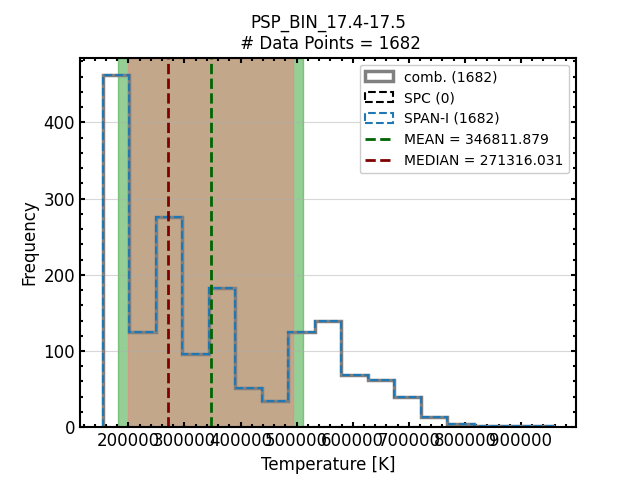 PSP_BIN_17.4-17.5
# Data Points = 1682
comb. (1682)
SPC (0)
SPAN-I (1682)
MEAN = 346811.879
MEDIAN = 271316.031
Frequency
400
300
200
100
0
200000 300000 400000 500000 600000 700000 800000 900000
Temperature [K]